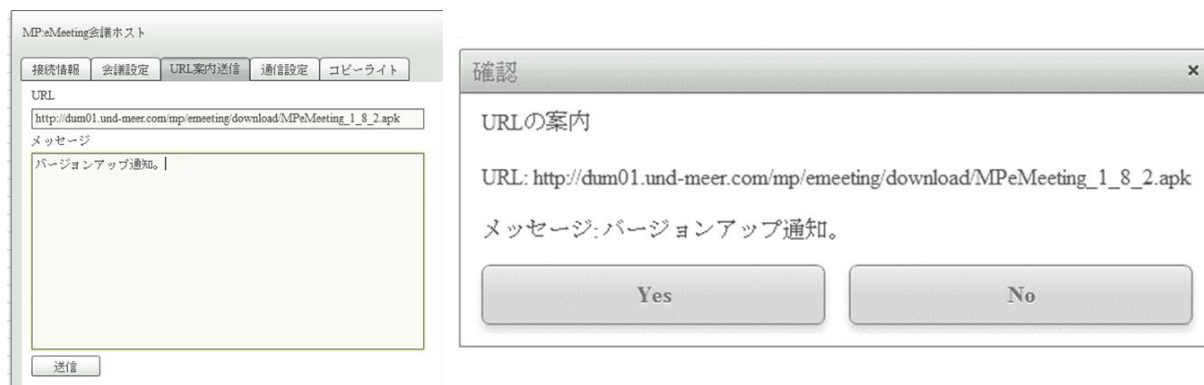 MP:eMeeting会議ホスト
接続情報 会議設定 URL案内送信 通信設定 コピーライト
URL
http://dum01.und-meer.com/mp/emeeting/download/MPeMeeting_1_8_2.apk
メッセージ
バージョンアップ通知。
送信
確認 ×
URLの案内
URL: http://dum01.und-meer.com/mp/emeeting/download/MPeMeeting_1_8_2.apk
メッセージ: バージョンアップ通知。
Yes No